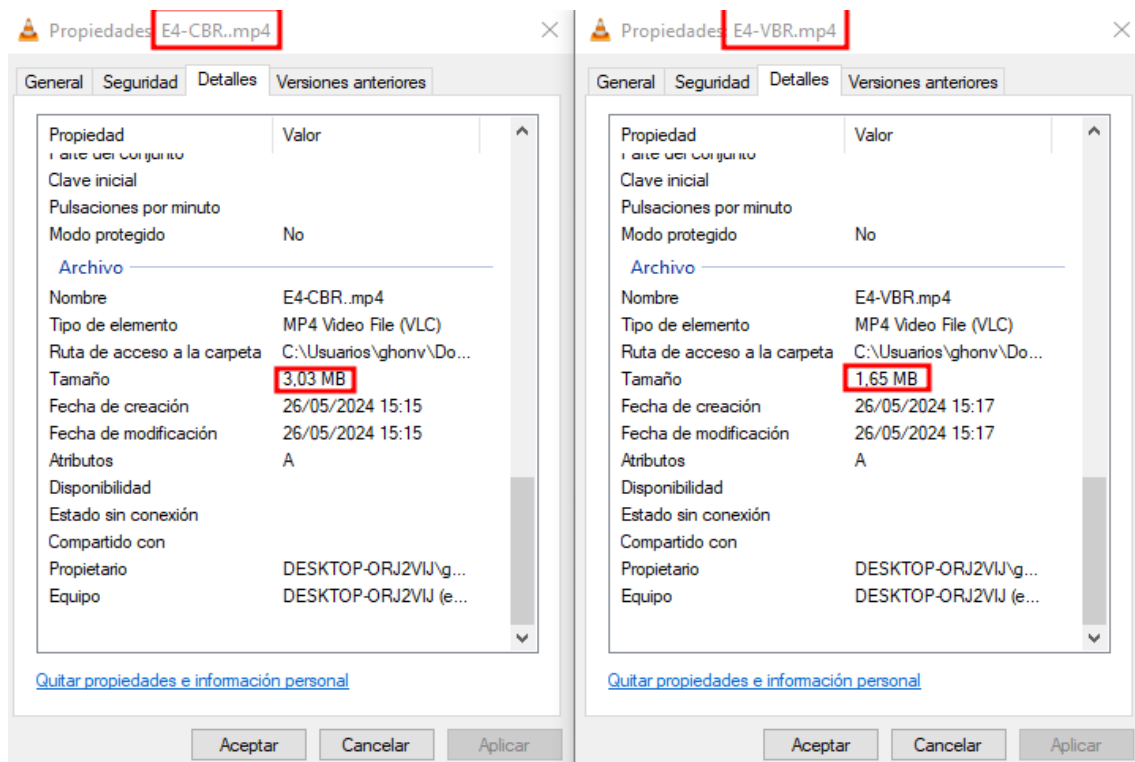 Propiedades: E4-CBR..mp4
General Seguridad Detalles Versiones anteriores
Propiedad Valor
Parte del conjunto
Clave inicial
Pulsaciones por minuto
Modo protegido No
Archivo
Nombre E4-CBR..mp4
Tipo de elemento MP4 Video File (VLC)
Ruta de acceso a la carpeta C:\Usuarios\ghonv\Do...
Tamaño 3,03 MB
Fecha de creación 26/05/2024 15:15
Fecha de modificación 26/05/2024 15:15
Atributos A
Disponibilidad
Estado sin conexión
Compartido con
Propietario DESKTOP-ORJ2VIJ\g...
Equipo DESKTOP-ORJ2VIJ (e...
Quitar propiedades e información personal
Aceptar Cancelar Aplicar
Propiedades: E4-VBR.mp4
General Seguridad Detalles Versiones anteriores
Propiedad Valor
Parte del conjunto
Clave inicial
Pulsaciones por minuto
Modo protegido No
Archivo
Nombre E4-VBR.mp4
Tipo de elemento MP4 Video File (VLC)
Ruta de acceso a la carpeta C:\Usuarios\ghonv\Do...
Tamaño 1,65 MB
Fecha de creación 26/05/2024 15:17
Fecha de modificación 26/05/2024 15:17
Atributos A
Disponibilidad
Estado sin conexión
Compartido con
Propietario DESKTOP-ORJ2VIJ\g...
Equipo DESKTOP-ORJ2VIJ (e...
Quitar propiedades e información personal
Aceptar Cancelar Aplicar